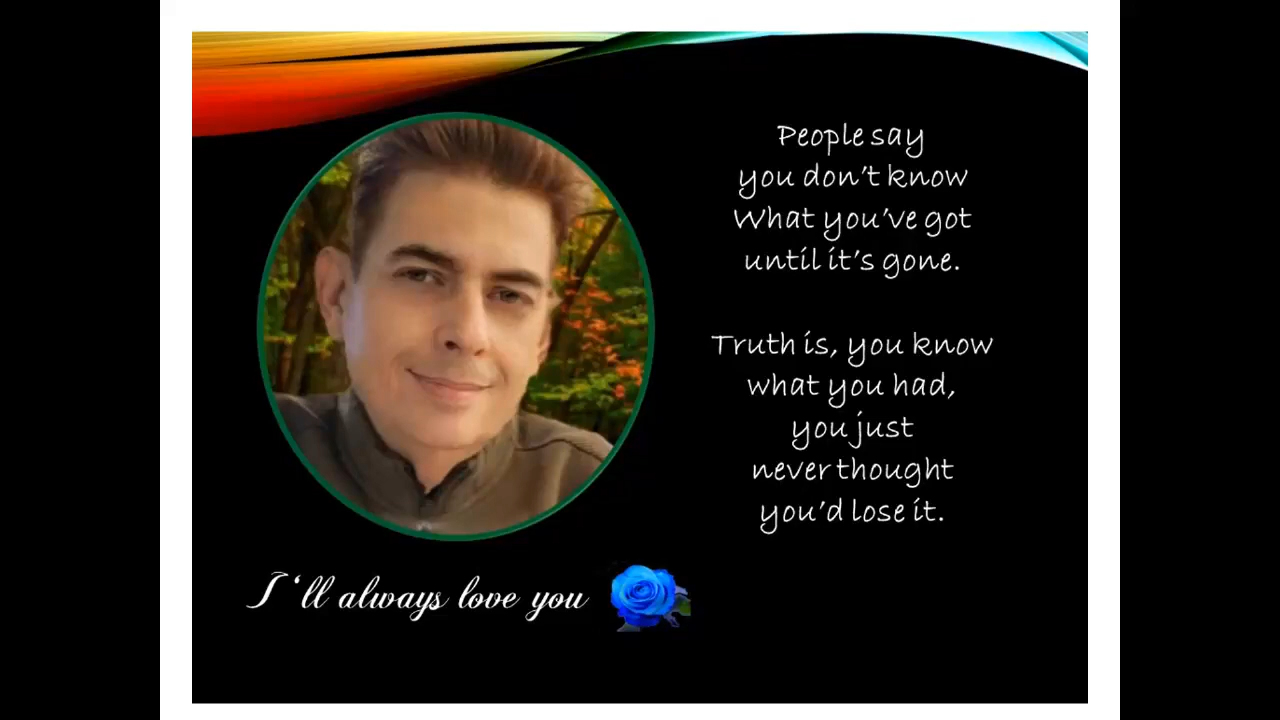 People say
you don't know
What you've got
until it's gone.
Truth is, you know
what you had,
you just
never thought
you'd lose it.
I'll always love you